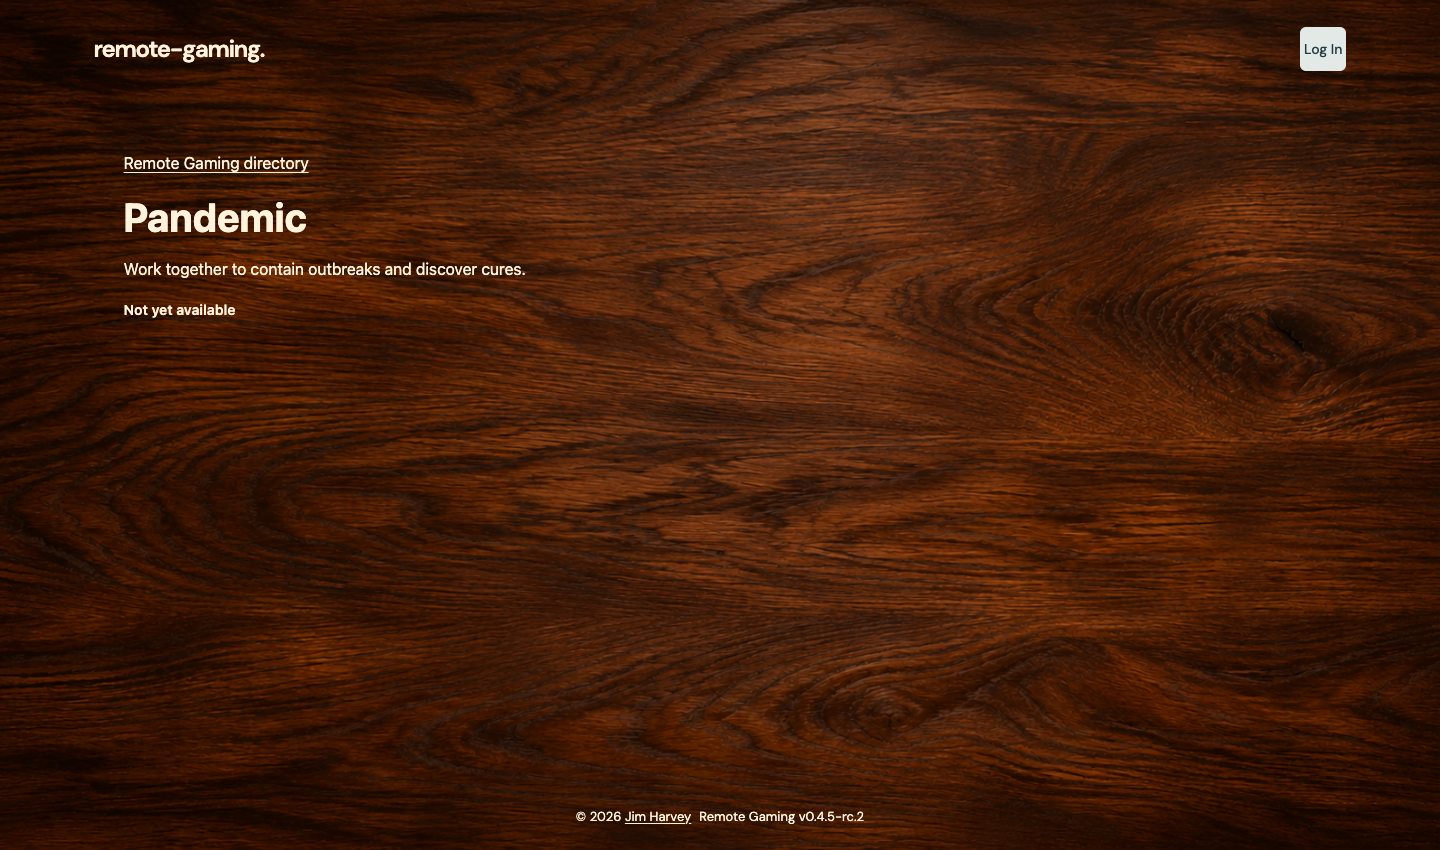 remote-gaming.
Log In
Remote Gaming directory
Pandemic
Work together to contain outbreaks and discover cures.
Not yet available
© 2026 Jim Harvey Remote Gaming v0.4.5-rc.2